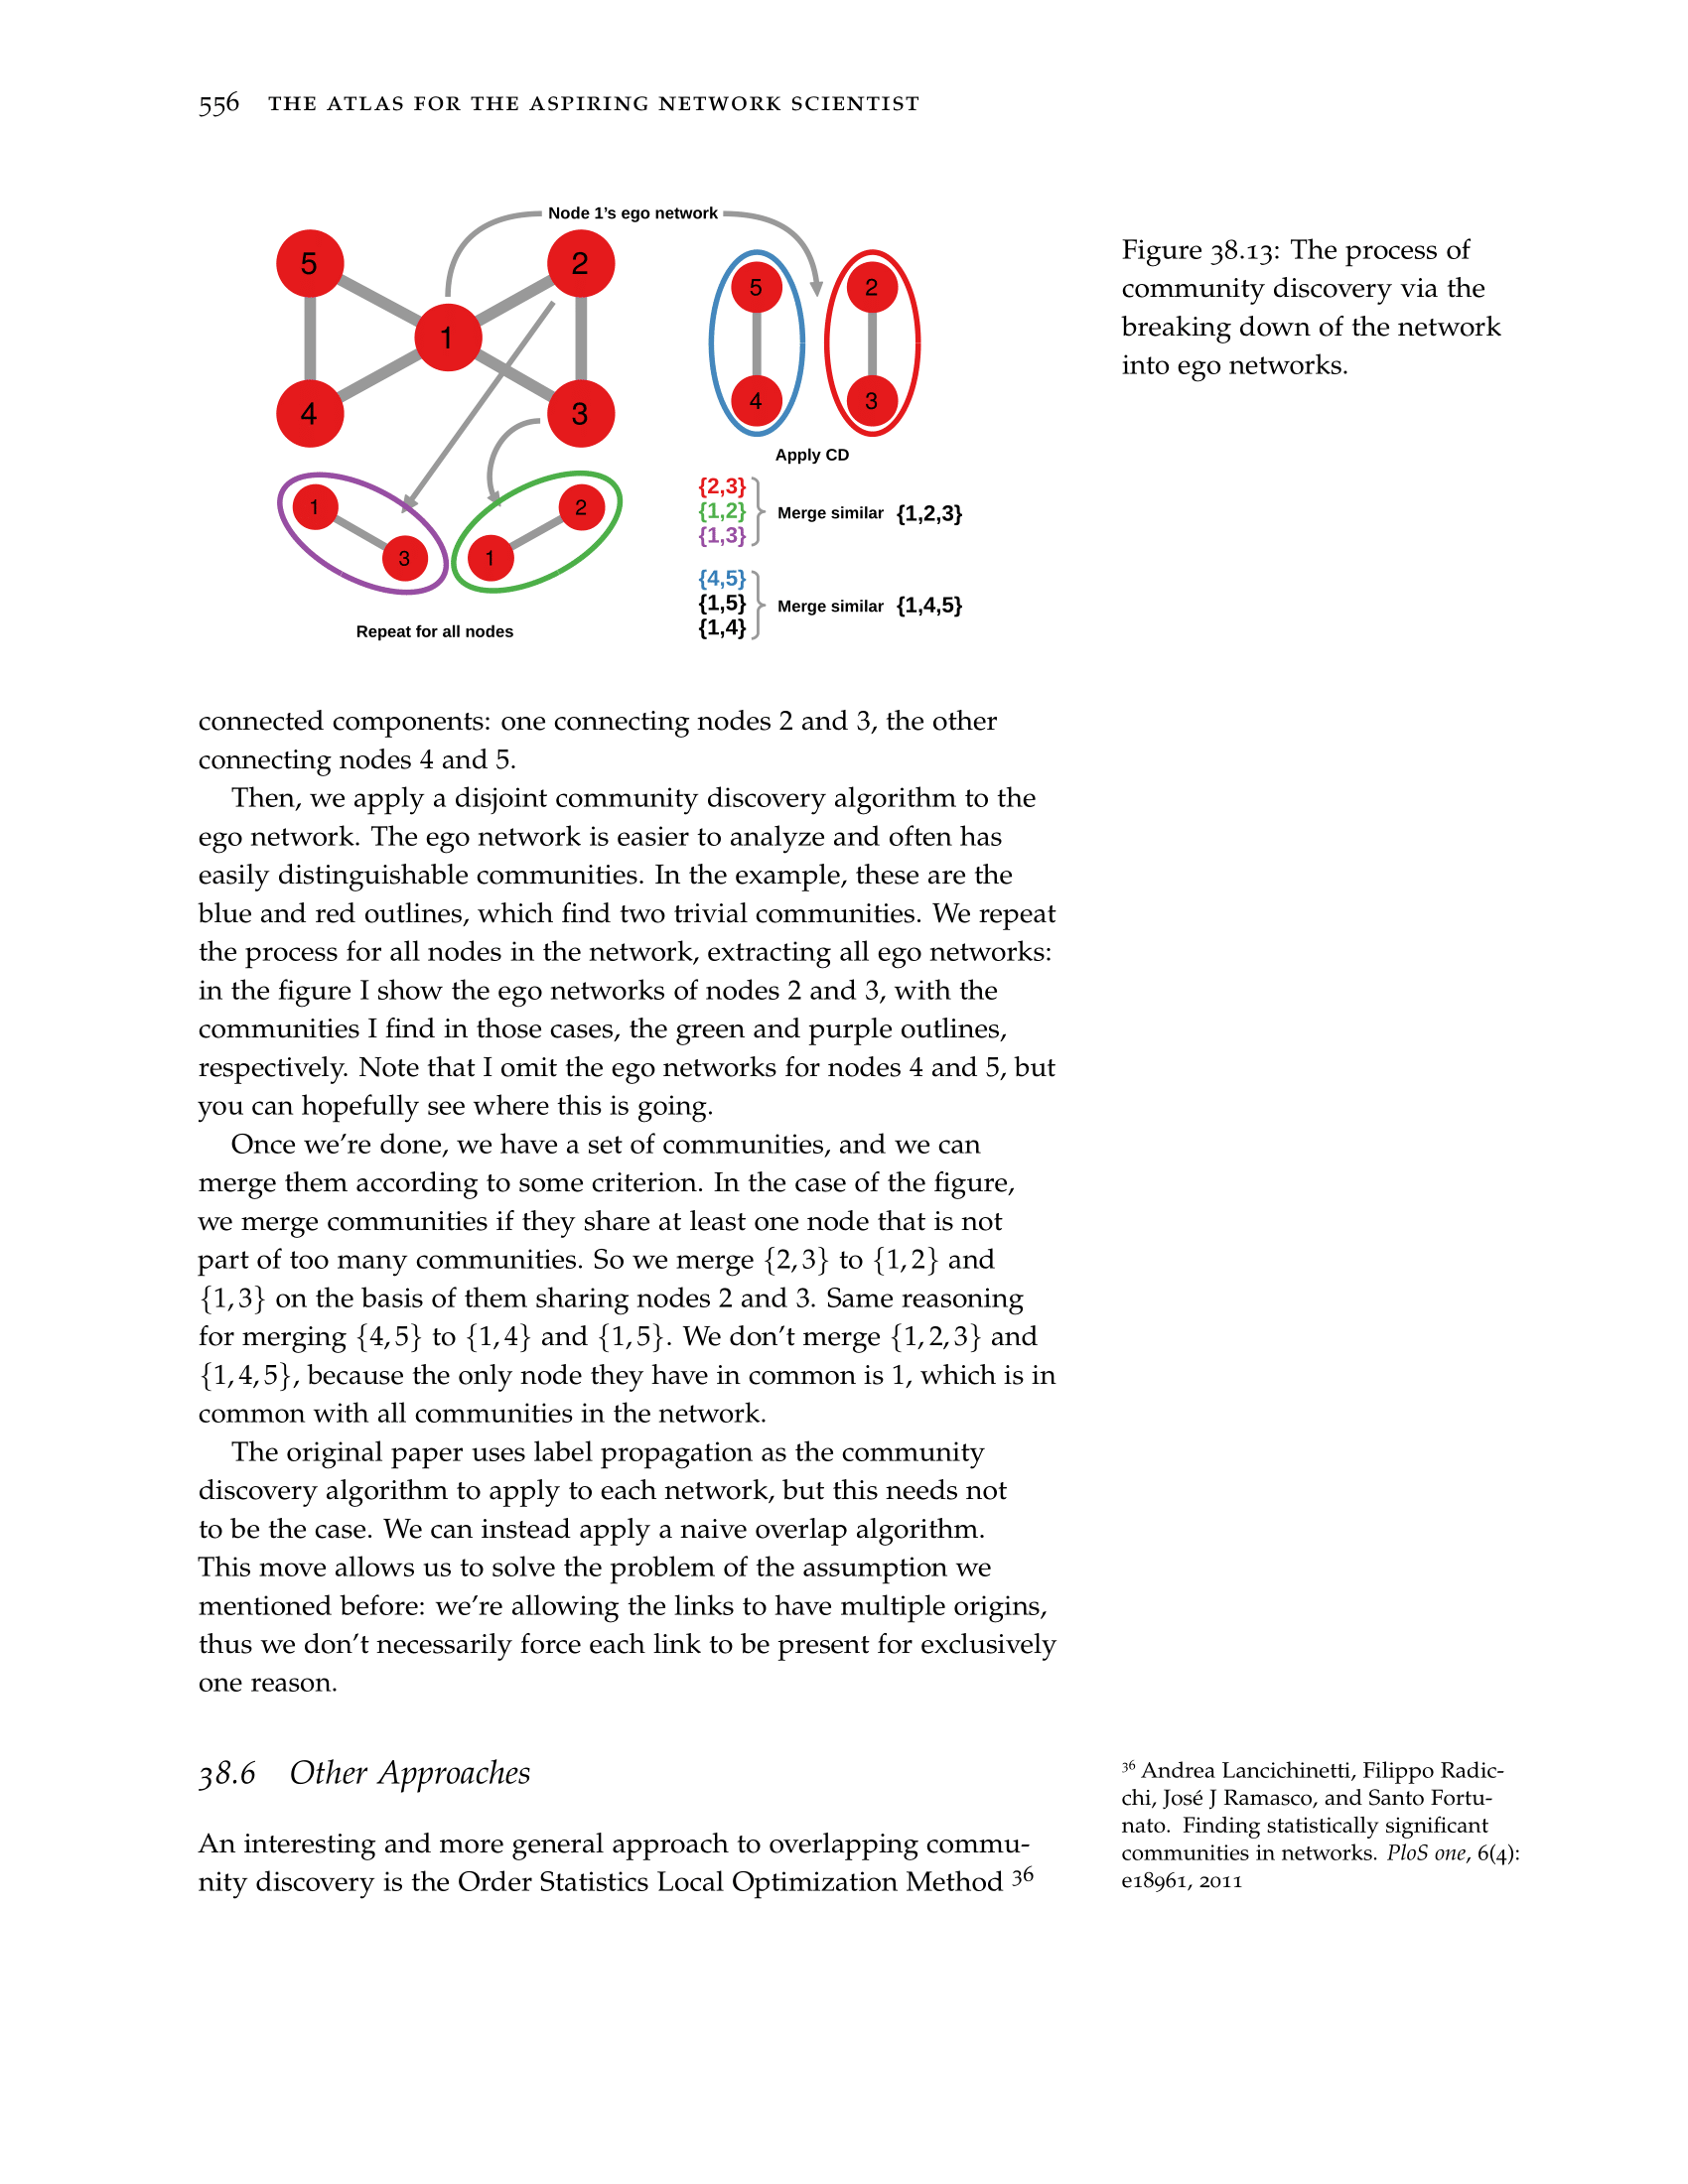 556 THE ATLAS FOR THE ASPIRING NETWORK SCIENTIST
Node 1's ego network
5
2
1
4
3
5
2
4
3
Apply CD
1
3
2
1
Repeat for all nodes
{2,3}
{1,2}
{1,3}
Merge similar {1,2,3}
{4,5}
{1,5}
{1,4}
Merge similar {1,4,5}
Figure 38.13: The process of
community discovery via the
breaking down of the network
into ego networks.
connected components: one connecting nodes 2 and 3, the other
connecting nodes 4 and 5.
Then, we apply a disjoint community discovery algorithm to the
ego network. The ego network is easier to analyze and often has
easily distinguishable communities. In the example, these are the
blue and red outlines, which find two trivial communities. We repeat
the process for all nodes in the network, extracting all ego networks:
in the figure I show the ego networks of nodes 2 and 3, with the
communities I find in those cases, the green and purple outlines,
respectively. Note that I omit the ego networks for nodes 4 and 5, but
you can hopefully see where this is going.
Once we're done, we have a set of communities, and we can
merge them according to some criterion. In the case of the figure,
we merge communities if they share at least one node that is not
part of too many communities. So we merge {2, 3} to {1, 2} and
{1, 3} on the basis of them sharing nodes 2 and 3. Same reasoning
for merging {4, 5} to {1, 4} and {1, 5}. We don't merge {1, 2, 3} and
{1, 4, 5}, because the only node they have in common is 1, which is in
common with all communities in the network.
The original paper uses label propagation as the community
discovery algorithm to apply to each network, but this needs not
to be the case. We can instead apply a naive overlap algorithm.
This move allows us to solve the problem of the assumption we
mentioned before: we're allowing the links to have multiple origins,
thus we don't necessarily force each link to be present for exclusively
one reason.
38.6 Other Approaches
An interesting and more general approach to overlapping commu-
nity discovery is the Order Statistics Local Optimization Method 36
36 Andrea Lancichinetti, Filippo Radic-
chi, José J Ramasco, and Santo Fortu-
nato. Finding statistically significant
communities in networks. PloS one, 6(4):
e18961, 2011